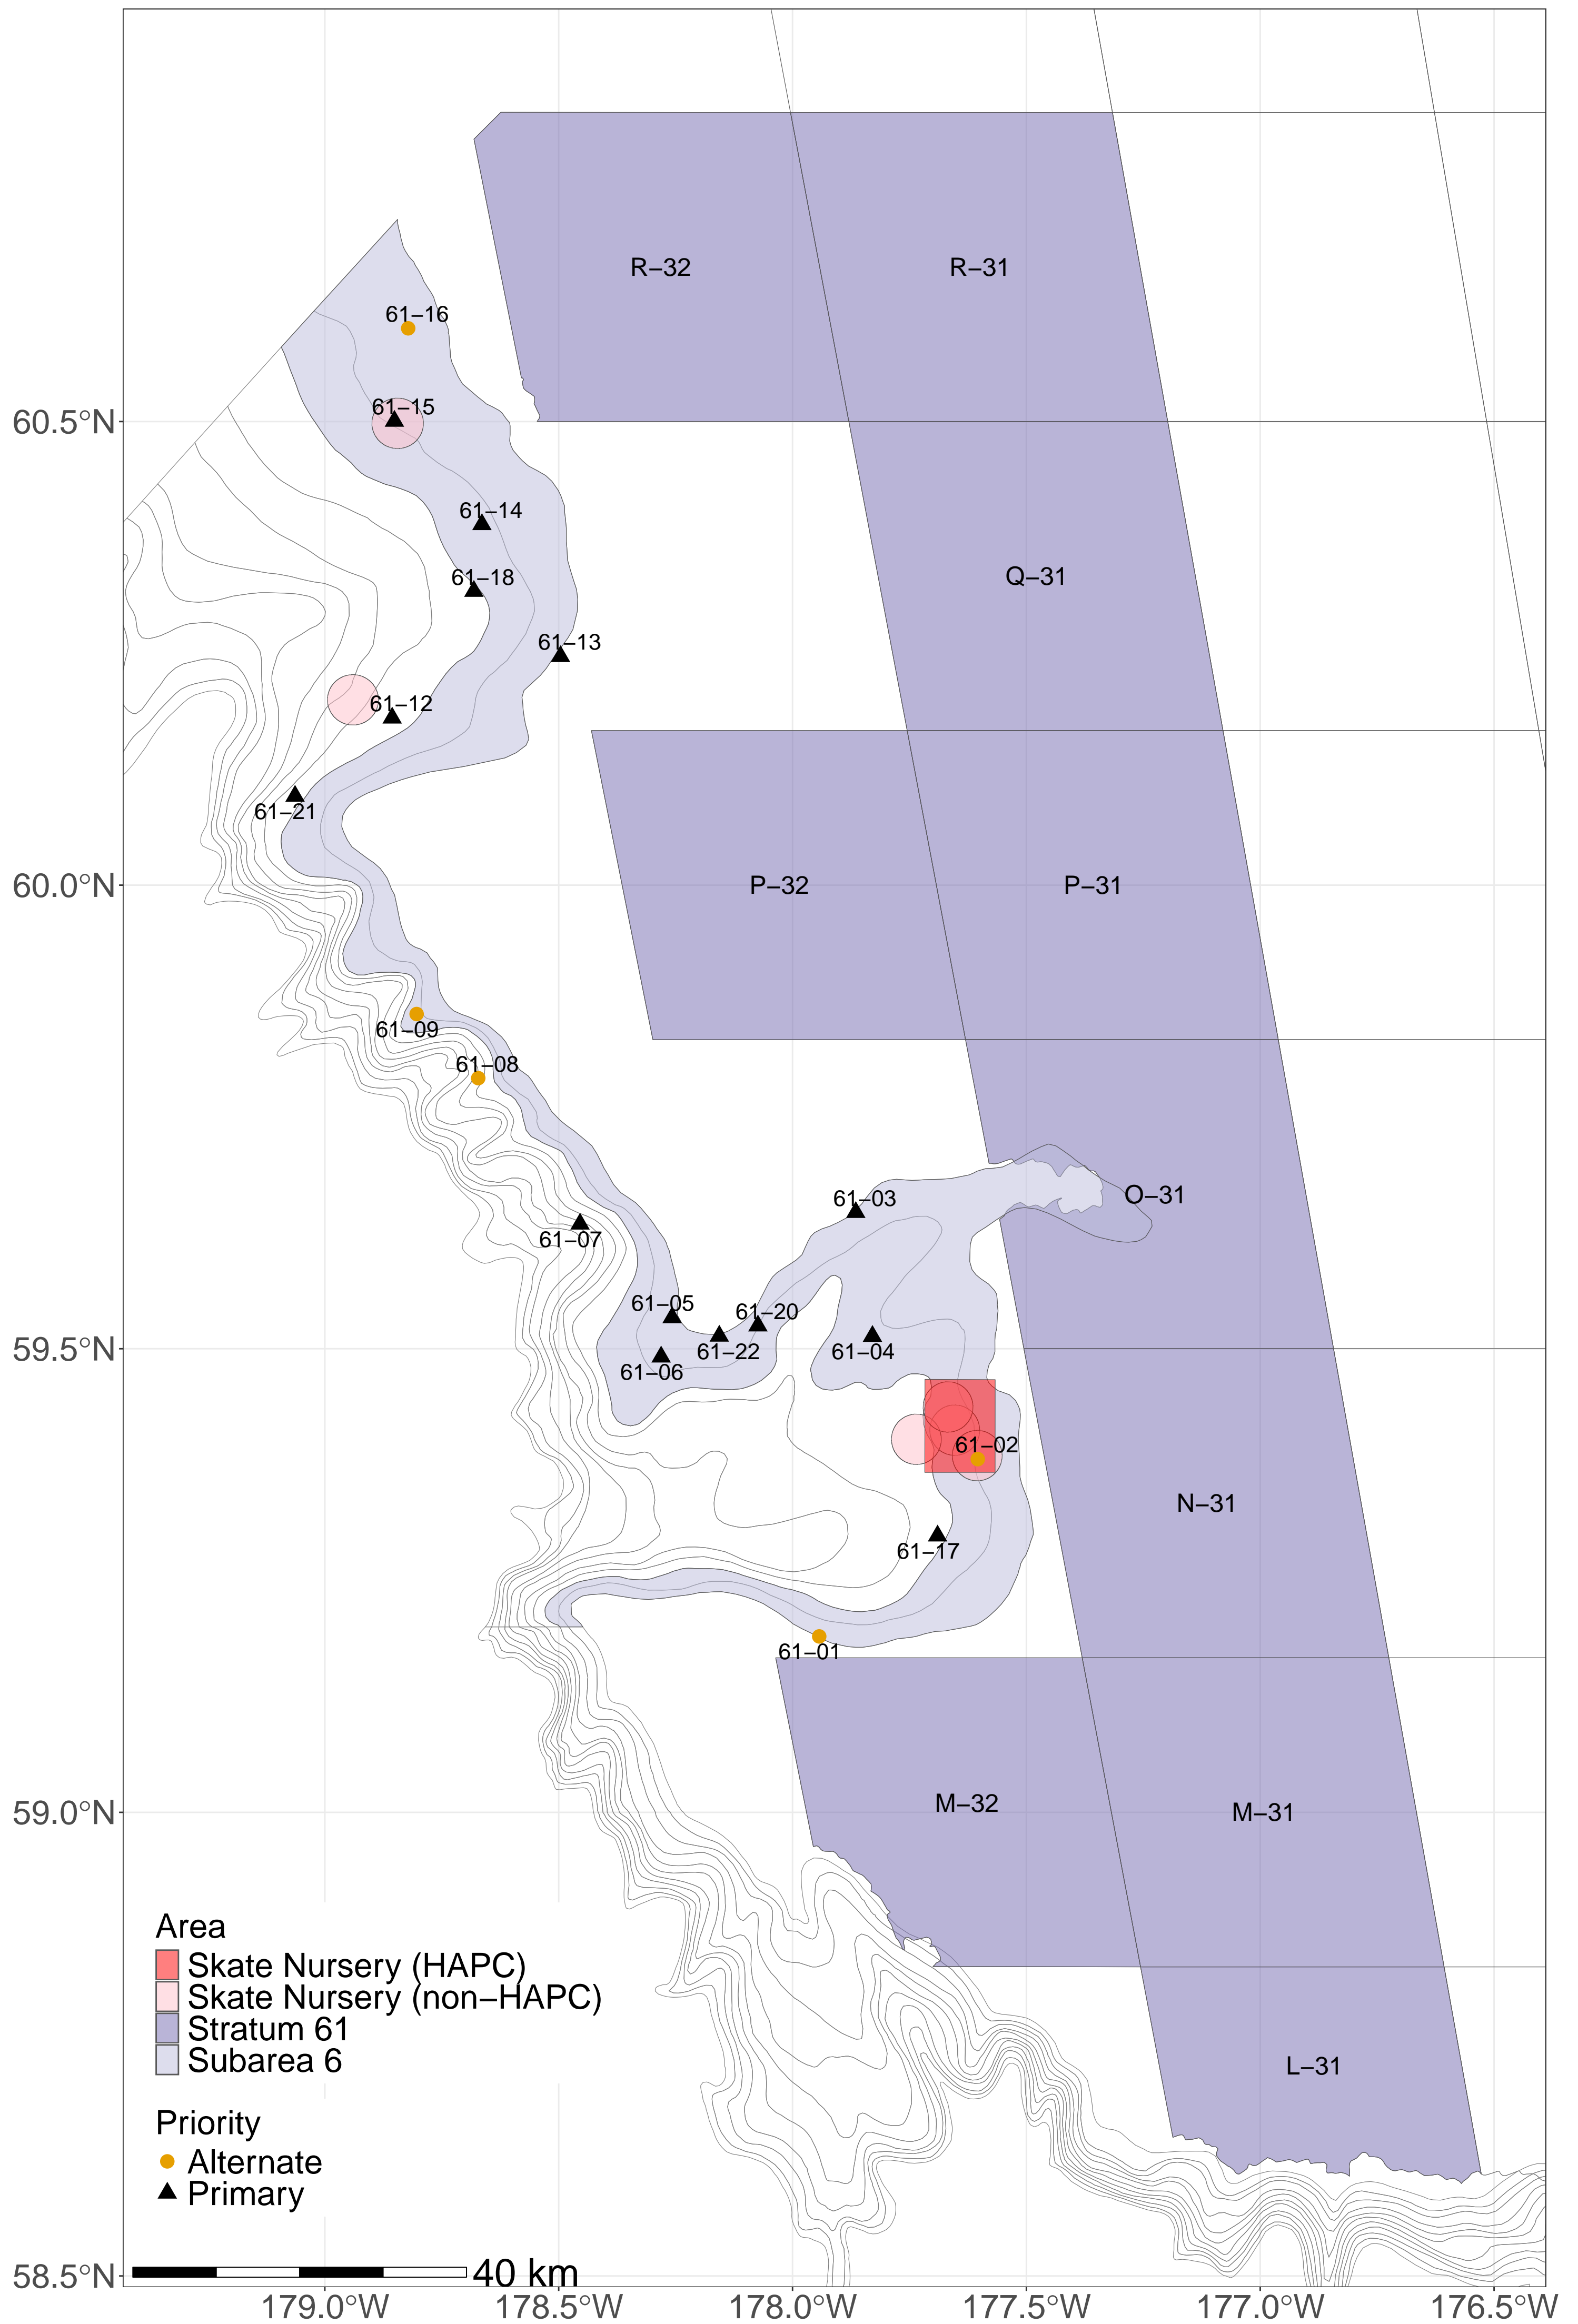 R−32
R−31
61−16
61−15
60.5°N
61−14
61−18
Q−31
61−13
61−12
61−21
60.0°N
P−32
P−31
61−09
61−08
O−31
61−03
61−07
61−05
61−20
59.5°N
61−22
61−04
61−06
61−02
N−31
61−17
61−01
59.0°N
M−32
M−31
Area
Skate Nursery (HAPC)
Skate Nursery (non−HAPC)
Stratum 61
Subarea 6
L−31
Priority
Alternate
Primary
40 km
58.5°N
179.0°W 178.5°W 178.0°W 177.5°W 177.0°W 176.5°W